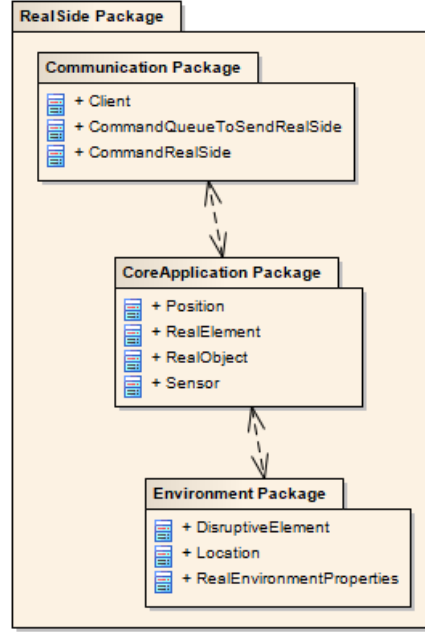 RealSide Package
Communication Package
+ Client
+ CommandQueueToSendRealSide
+ CommandRealSide
CoreApplication Package
+ Position
+ RealElement
+ RealObject
+ Sensor
Environment Package
+ DisruptiveElement
+ Location
+ RealEnvironmentProperties